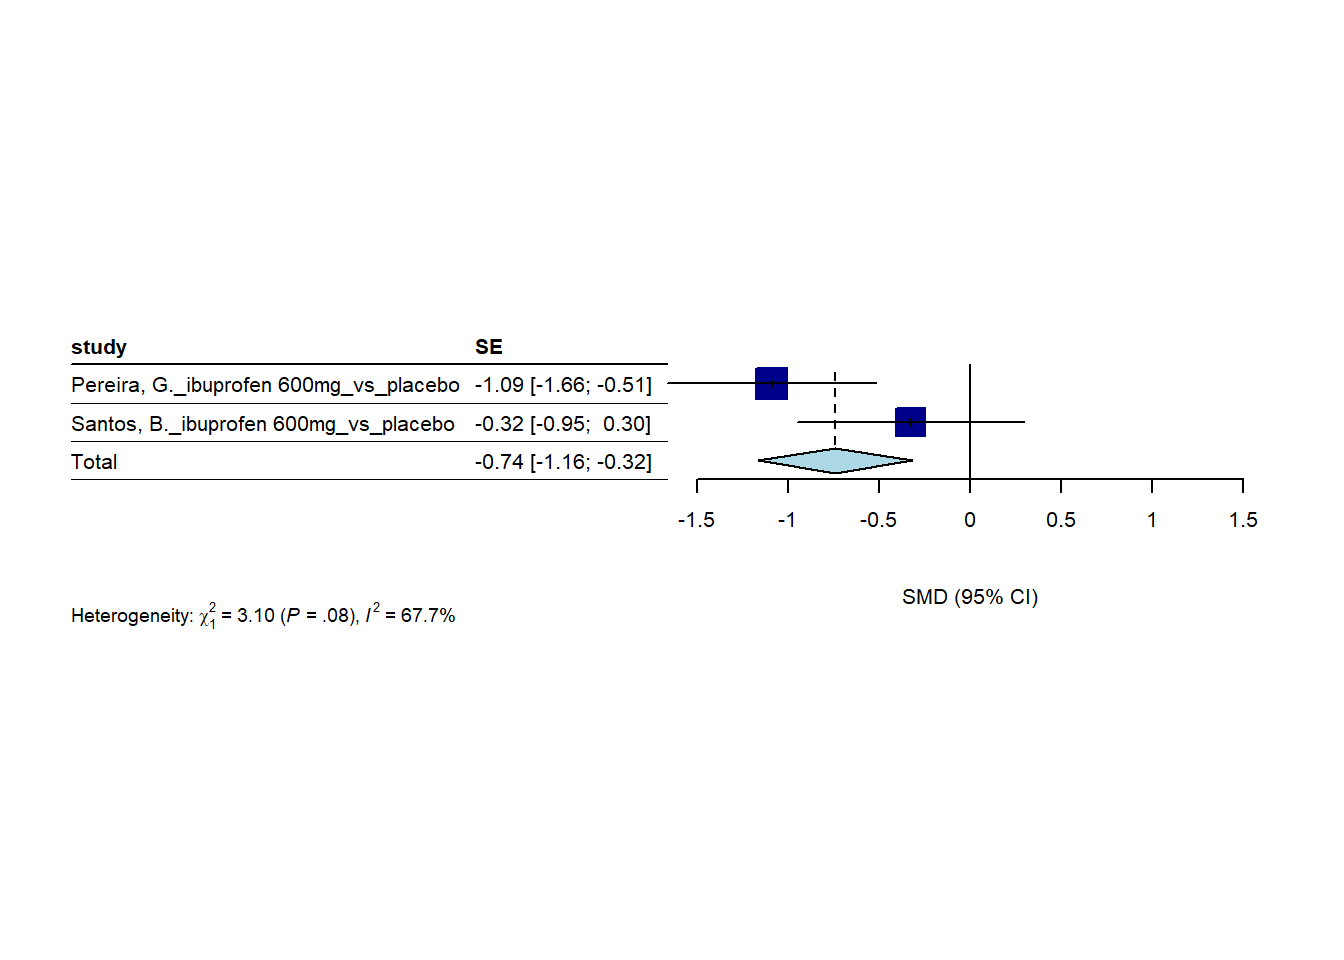 study SE
Pereira, G._ibuprofen 600mg_vs_placebo -1.09 [-1.66; -0.51]
Santos, B._ibuprofen 600mg_vs_placebo -0.32 [-0.95; 0.30]
Total -0.74 [-1.16; -0.32]
-1.5 -1 -0.5 0 0.5 1 1.5
SMD (95% CI)
Heterogeneity: χ²₁ = 3.10 (P = .08), I² = 67.7%